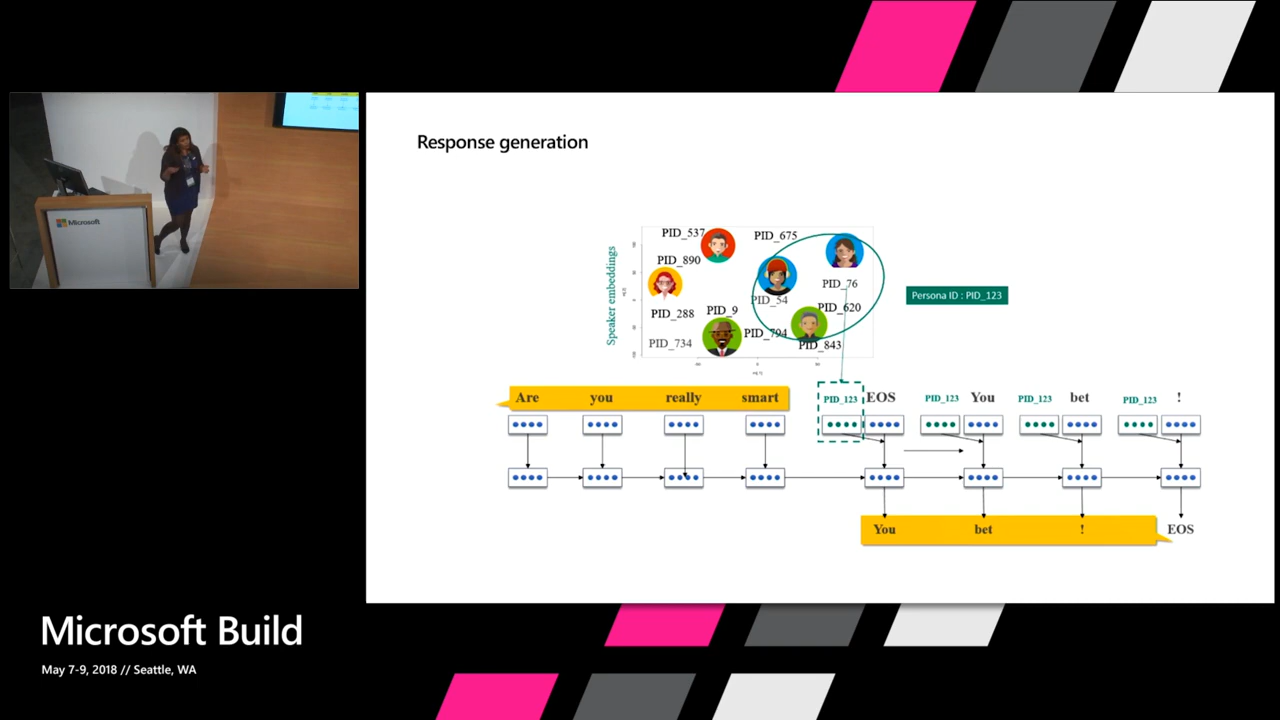 Microsoft
Response generation
Speaker embeddings
PID_537
PID_675
PID_890
PID_76
PID_54
PID_288
PID_9
PID_620
PID_794
PID_734
PID_843
Persona ID : PID_123
Are you really smart
PID_123 EOS PID_123 You PID_123 bet PID_123 !
You bet ! EOS
Microsoft Build
May 7-9, 2018 // Seattle, WA